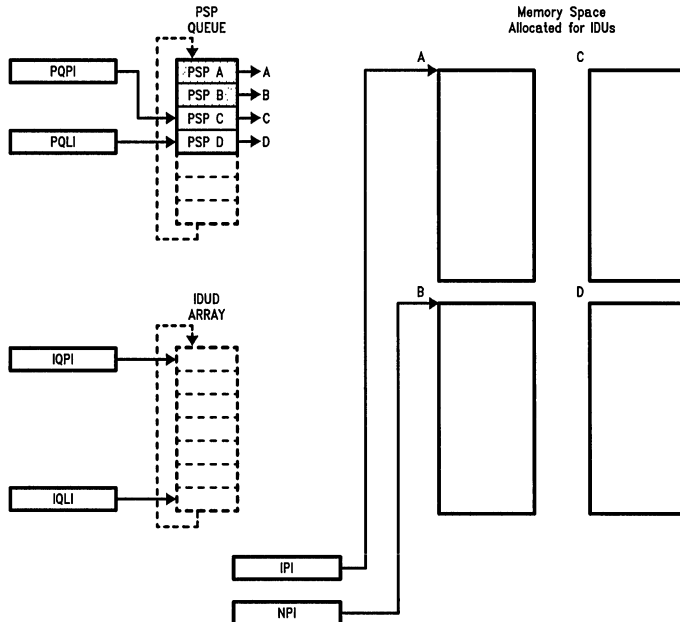 PSP
QUEUE
Memory Space
Allocated for IDUs
PQPI
PSP A
A
PSP B
B
PSP C
C
PQLI
PSP D
D
A
C
IDUD
ARRAY
B
D
IQPI
IQLI
IPI
NPI